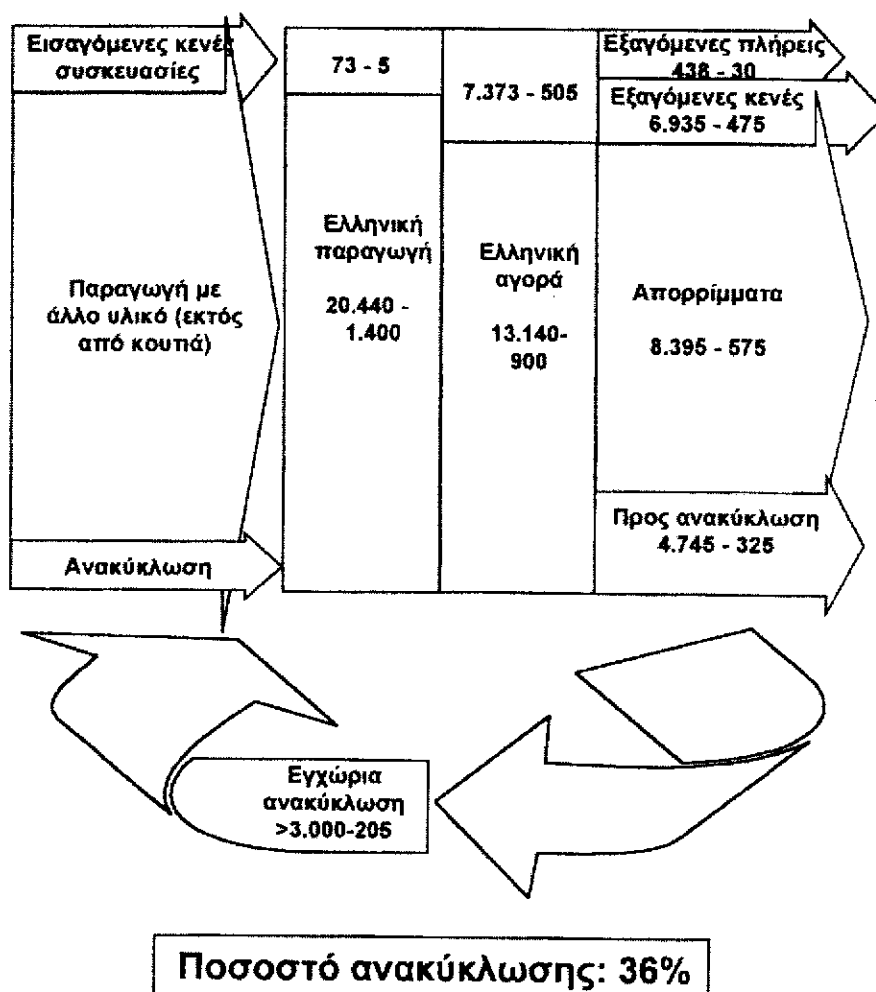 Εισαγόμενες κενές
συσκευασίες
73 - 5
7.373 - 505
Εξαγόμενες πλήρεις
438 - 30
Εξαγόμενες κενές
6.935 - 475
Παραγωγή με
άλλο υλικό (εκτός
από κουτιά)
Ελληνική
παραγωγή
20.440 -
1.400
Ελληνική
αγορά
13.140-
900
Απορρίμματα
8.395 - 575
Ανακύκλωση
Προς ανακύκλωση
4.745 - 325
Εγχώρια
ανακύκλωση
>3.000-205
Ποσοστό ανακύκλωσης: 36%